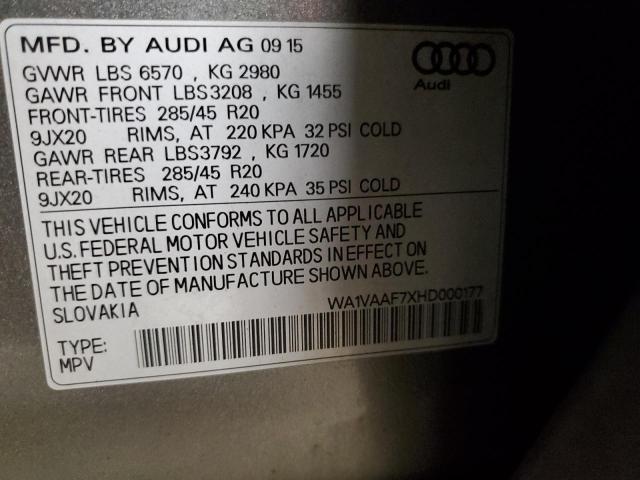 MFD. BY AUDI AG 09 15
GVWR LBS 6570 , KG 2980
GAWR FRONT LBS3208 , KG 1455
FRONT-TIRES 285/45 R20
9JX20 RIMS, AT 220 KPA 32 PSI COLD
GAWR REAR LBS3792 , KG 1720
REAR-TIRES 285/45 R20
9JX20 RIMS, AT 240 KPA 35 PSI COLD
Audi
THIS VEHICLE CONFORMS TO ALL APPLICABLE
U.S. FEDERAL MOTOR VEHICLE SAFETY AND
THEFT PREVENTION STANDARDS IN EFFECT ON
THE DATE OF MANUFACTURE SHOWN ABOVE.
SLOVAKIA WA1VAAF7XHD000177
TYPE:
MPV